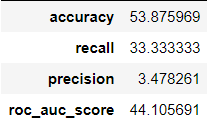 accuracy 53.875969
recall 33.333333
precision 3.478261
roc_auc_score 44.105691